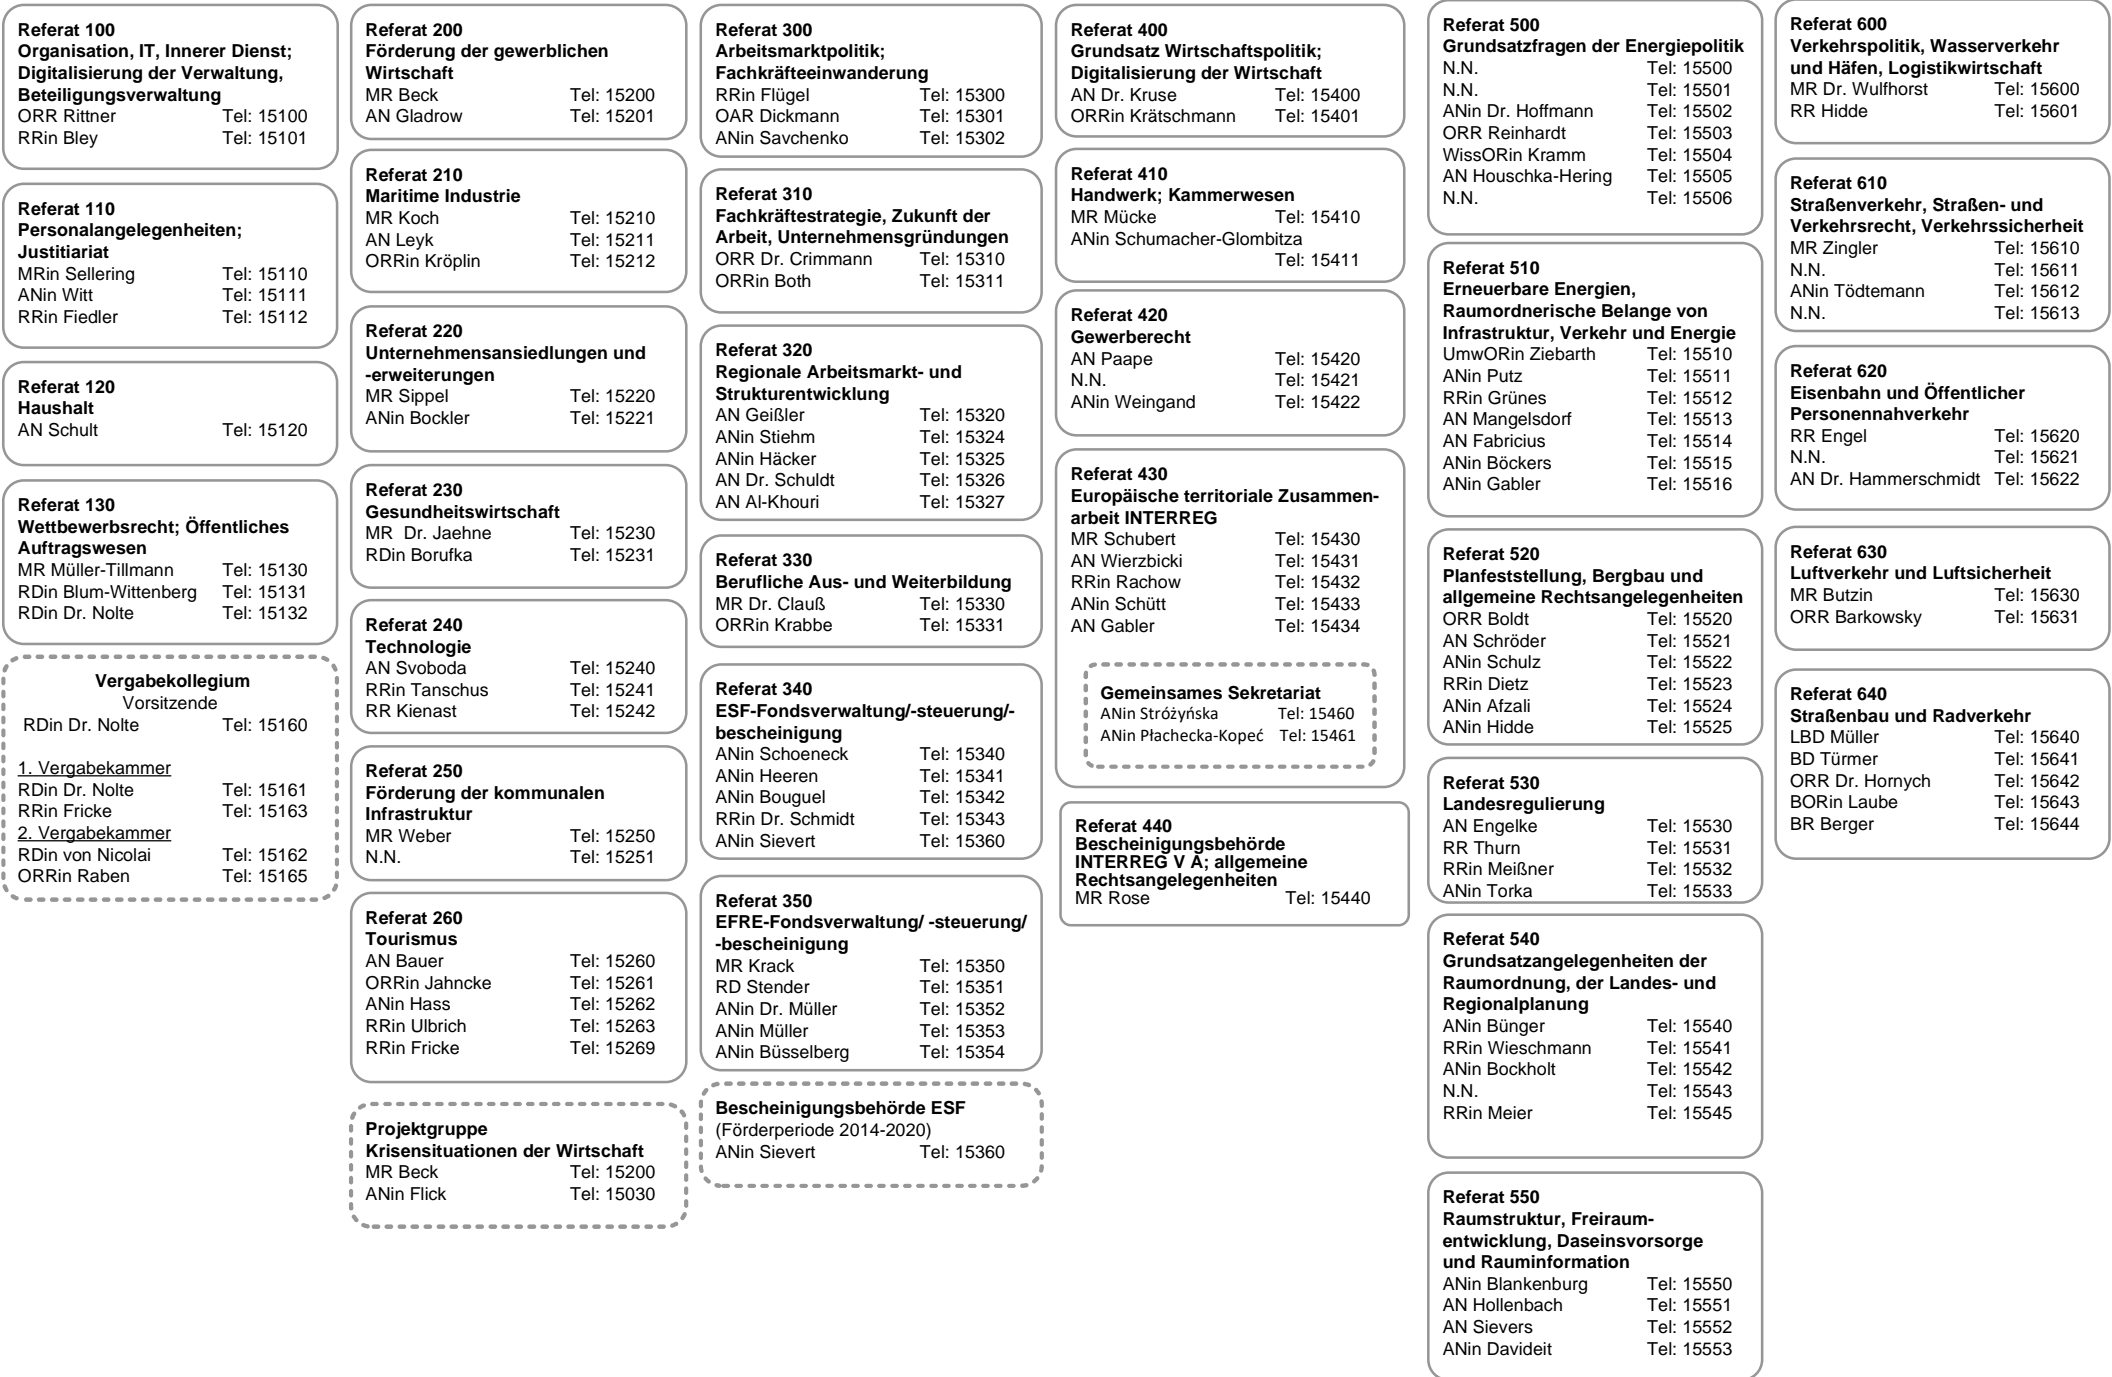 Referat 100
Organisation, IT, Innerer Dienst;
Digitalisierung der Verwaltung,
Beteiligungsverwaltung
ORR Rittner Tel: 15100
RRin Bley Tel: 15101
Referat 110
Personalangelegenheiten;
Justitiariat
MRin Sellering Tel: 15110
ANin Witt Tel: 15111
RRin Fiedler Tel: 15112
Referat 120
Haushalt
AN Schult Tel: 15120
Referat 130
Wettbewerbsrecht; Öffentliches
Auftragswesen
MR Müller-Tillmann Tel: 15130
RDin Blum-Wittenberg Tel: 15131
RDin Dr. Nolte Tel: 15132
Vergabekollegium
Vorsitzende
RDin Dr. Nolte Tel: 15160
1. Vergabekammer
RDin Dr. Nolte Tel: 15161
RRin Fricke Tel: 15163
2. Vergabekammer
RDin von Nicolai Tel: 15162
ORRin Raben Tel: 15165
Referat 200
Förderung der gewerblichen
Wirtschaft
MR Beck Tel: 15200
AN Gladrow Tel: 15201
Referat 210
Maritime Industrie
MR Koch Tel: 15210
AN Leyk Tel: 15211
ORRin Kröplin Tel: 15212
Referat 220
Unternehmensansiedlungen und
-erweiterungen
MR Sippel Tel: 15220
ANin Bockler Tel: 15221
Referat 230
Gesundheitswirtschaft
MR Dr. Jaehne Tel: 15230
RDin Borufka Tel: 15231
Referat 240
Technologie
AN Svoboda Tel: 15240
RRin Tanschus Tel: 15241
RR Kienast Tel: 15242
Referat 250
Förderung der kommunalen
Infrastruktur
MR Weber Tel: 15250
N.N. Tel: 15251
Referat 260
Tourismus
AN Bauer Tel: 15260
ORRin Jahncke Tel: 15261
ANin Hass Tel: 15262
RRin Ulbrich Tel: 15263
RRin Fricke Tel: 15269
Projektgruppe
Krisensituationen der Wirtschaft
MR Beck Tel: 15200
ANin Flick Tel: 15030
Referat 300
Arbeitsmarktpolitik;
Fachkräfteeinwanderung
RRin Flügel Tel: 15300
OAR Dickmann Tel: 15301
ANin Savchenko Tel: 15302
Referat 310
Fachkräftestrategie, Zukunft der
Arbeit, Unternehmensgründungen
ORR Dr. Crimmann Tel: 15310
ORRin Both Tel: 15311
Referat 320
Regionale Arbeitsmarkt- und
Strukturentwicklung
AN Geißler Tel: 15320
ANin Stiehm Tel: 15324
ANin Häcker Tel: 15325
AN Dr. Schuldt Tel: 15326
AN Al-Khouri Tel: 15327
Referat 330
Berufliche Aus- und Weiterbildung
MR Dr. Clauß Tel: 15330
ORRin Krabbe Tel: 15331
Referat 340
ESF-Fondsverwaltung/-steuerung/-
bescheinigung
ANin Schoeneck Tel: 15340
ANin Heeren Tel: 15341
ANin Bouguel Tel: 15342
RRin Dr. Schmidt Tel: 15343
ANin Sievert Tel: 15360
Referat 350
EFRE-Fondsverwaltung/ -steuerung/
-bescheinigung
MR Krack Tel: 15350
RD Stender Tel: 15351
ANin Dr. Müller Tel: 15352
ANin Müller Tel: 15353
ANin Büsselberg Tel: 15354
Bescheinigungsbehörde ESF
(Förderperiode 2014-2020)
ANin Sievert Tel: 15360
Referat 400
Grundsatz Wirtschaftspolitik;
Digitalisierung der Wirtschaft
AN Dr. Kruse Tel: 15400
ORRin Krätschmann Tel: 15401
Referat 410
Handwerk; Kammerwesen
MR Mücke Tel: 15410
ANin Schumacher-Glombitza
Tel: 15411
Referat 420
Gewerberecht
AN Paape Tel: 15420
N.N. Tel: 15421
ANin Weingand Tel: 15422
Referat 430
Europäische territoriale Zusammen-
arbeit INTERREG
MR Schubert Tel: 15430
AN Wierzbicki Tel: 15431
RRin Rachow Tel: 15432
ANin Schütt Tel: 15433
AN Gabler Tel: 15434
Gemeinsames Sekretariat
ANin Stróżyńska Tel: 15460
ANin Płachecka-Kopeć Tel: 15461
Referat 440
Bescheinigungsbehörde
INTERREG V A; allgemeine
Rechtsangelegenheiten
MR Rose Tel: 15440
Referat 500
Grundsatzfragen der Energiepolitik
N.N. Tel: 15500
N.N. Tel: 15501
ANin Dr. Hoffmann Tel: 15502
ORR Reinhardt Tel: 15503
WissORin Kramm Tel: 15504
AN Houschka-Hering Tel: 15505
N.N. Tel: 15506
Referat 510
Erneuerbare Energien,
Raumordnerische Belange von
Infrastruktur, Verkehr und Energie
UmwORin Ziebarth Tel: 15510
ANin Putz Tel: 15511
RRin Grünes Tel: 15512
AN Mangelsdorf Tel: 15513
AN Fabricius Tel: 15514
ANin Böckers Tel: 15515
ANin Gabler Tel: 15516
Referat 520
Planfeststellung, Bergbau und
allgemeine Rechtsangelegenheiten
ORR Boldt Tel: 15520
AN Schröder Tel: 15521
ANin Schulz Tel: 15522
RRin Dietz Tel: 15523
ANin Afzali Tel: 15524
ANin Hidde Tel: 15525
Referat 530
Landesregulierung
AN Engelke Tel: 15530
RR Thurn Tel: 15531
RRin Meißner Tel: 15532
ANin Torka Tel: 15533
Referat 540
Grundsatzangelegenheiten der
Raumordnung, der Landes- und
Regionalplanung
ANin Bünger Tel: 15540
RRin Wieschmann Tel: 15541
ANin Bockholt Tel: 15542
N.N. Tel: 15543
RRin Meier Tel: 15545
Referat 550
Raumstruktur, Freiraum-
entwicklung, Daseinsvorsorge
und Rauminformation
ANin Blankenburg Tel: 15550
AN Hollenbach Tel: 15551
AN Sievers Tel: 15552
ANin Davideit Tel: 15553
Referat 600
Verkehrspolitik, Wasserverkehr
und Häfen, Logistikwirtschaft
MR Dr. Wulfhorst Tel: 15600
RR Hidde Tel: 15601
Referat 610
Straßenverkehr, Straßen- und
Verkehrsrecht, Verkehrssicherheit
MR Zingler Tel: 15610
N.N. Tel: 15611
ANin Tödtemann Tel: 15612
N.N. Tel: 15613
Referat 620
Eisenbahn und Öffentlicher
Personennahverkehr
RR Engel Tel: 15620
N.N. Tel: 15621
AN Dr. Hammerschmidt Tel: 15622
Referat 630
Luftverkehr und Luftsicherheit
MR Butzin Tel: 15630
ORR Barkowsky Tel: 15631
Referat 640
Straßenbau und Radverkehr
LBD Müller Tel: 15640
BD Türmer Tel: 15641
ORR Dr. Hornych Tel: 15642
BORin Laube Tel: 15643
BR Berger Tel: 15644